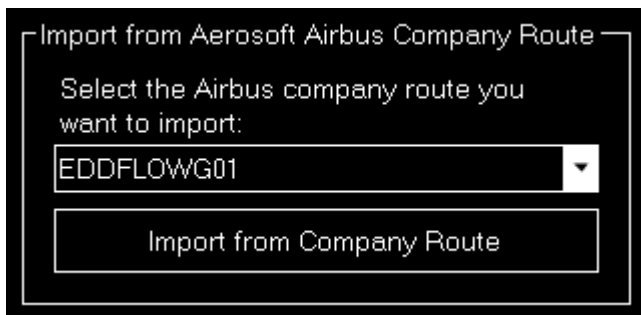 Import from Aerosoft Airbus Company Route
Select the Airbus company route you
want to import:
EDDFLOWG01
Import from Company Route